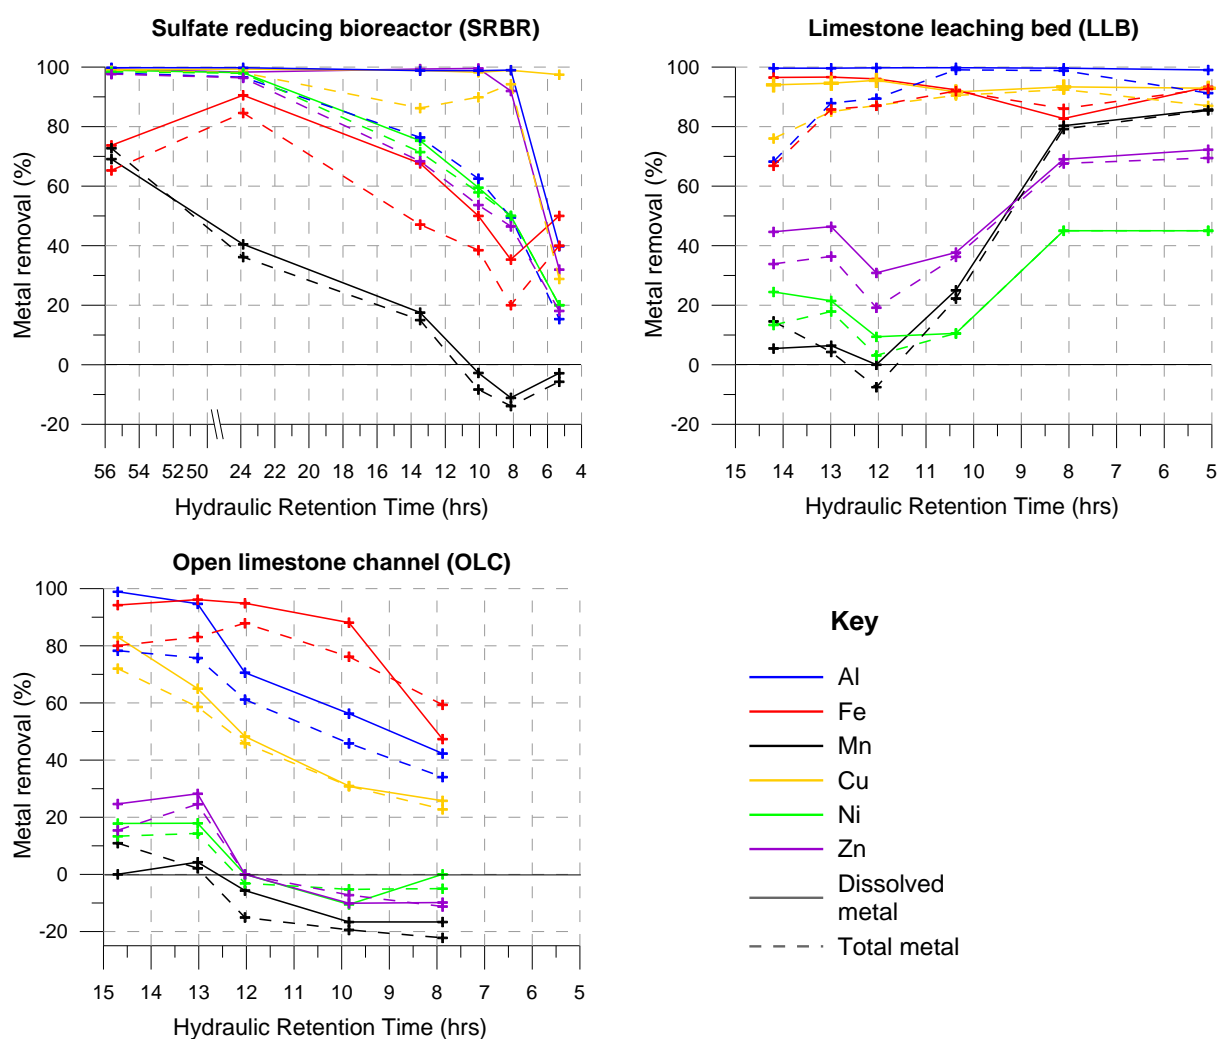 Sulfate reducing bioreactor (SRBR)
100
80
60
40
20
0
-20
Metal removal (%)
56 54 52 50 24 22 20 18 16 14 12 10 8 6 4
Hydraulic Retention Time (hrs)
Limestone leaching bed (LLB)
100
80
60
40
20
0
-20
Metal removal (%)
15 14 13 12 11 10 9 8 7 6 5
Hydraulic Retention Time (hrs)
Open limestone channel (OLC)
100
80
60
40
20
0
-20
Metal removal (%)
15 14 13 12 11 10 9 8 7 6 5
Hydraulic Retention Time (hrs)
Key
Al
Fe
Mn
Cu
Ni
Zn
Dissolved
metal
Total metal